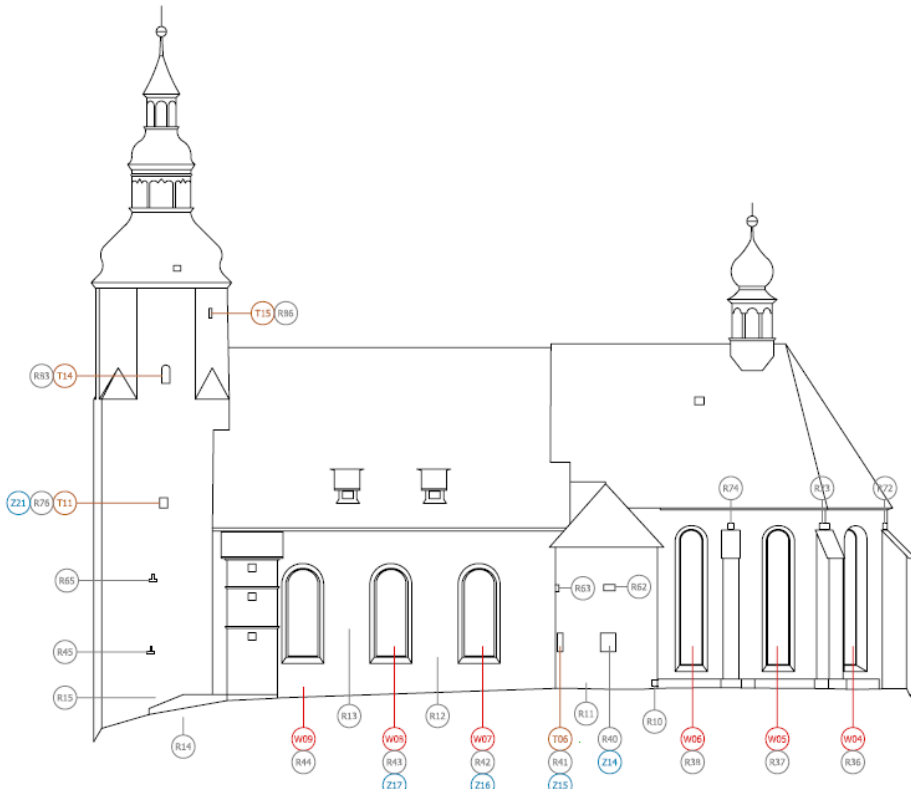 T15 R86
R83 T14
Z21 R76 T11
R74 R73 R72
R65
R63 R62
R45
R15
R14
R13
R12
R11
R10
W09 W08 W07 T06 R40 W06 W05 W04
R44 R43 R42 R41 Z14 R38 R37 R36
Z17 Z16 Z15